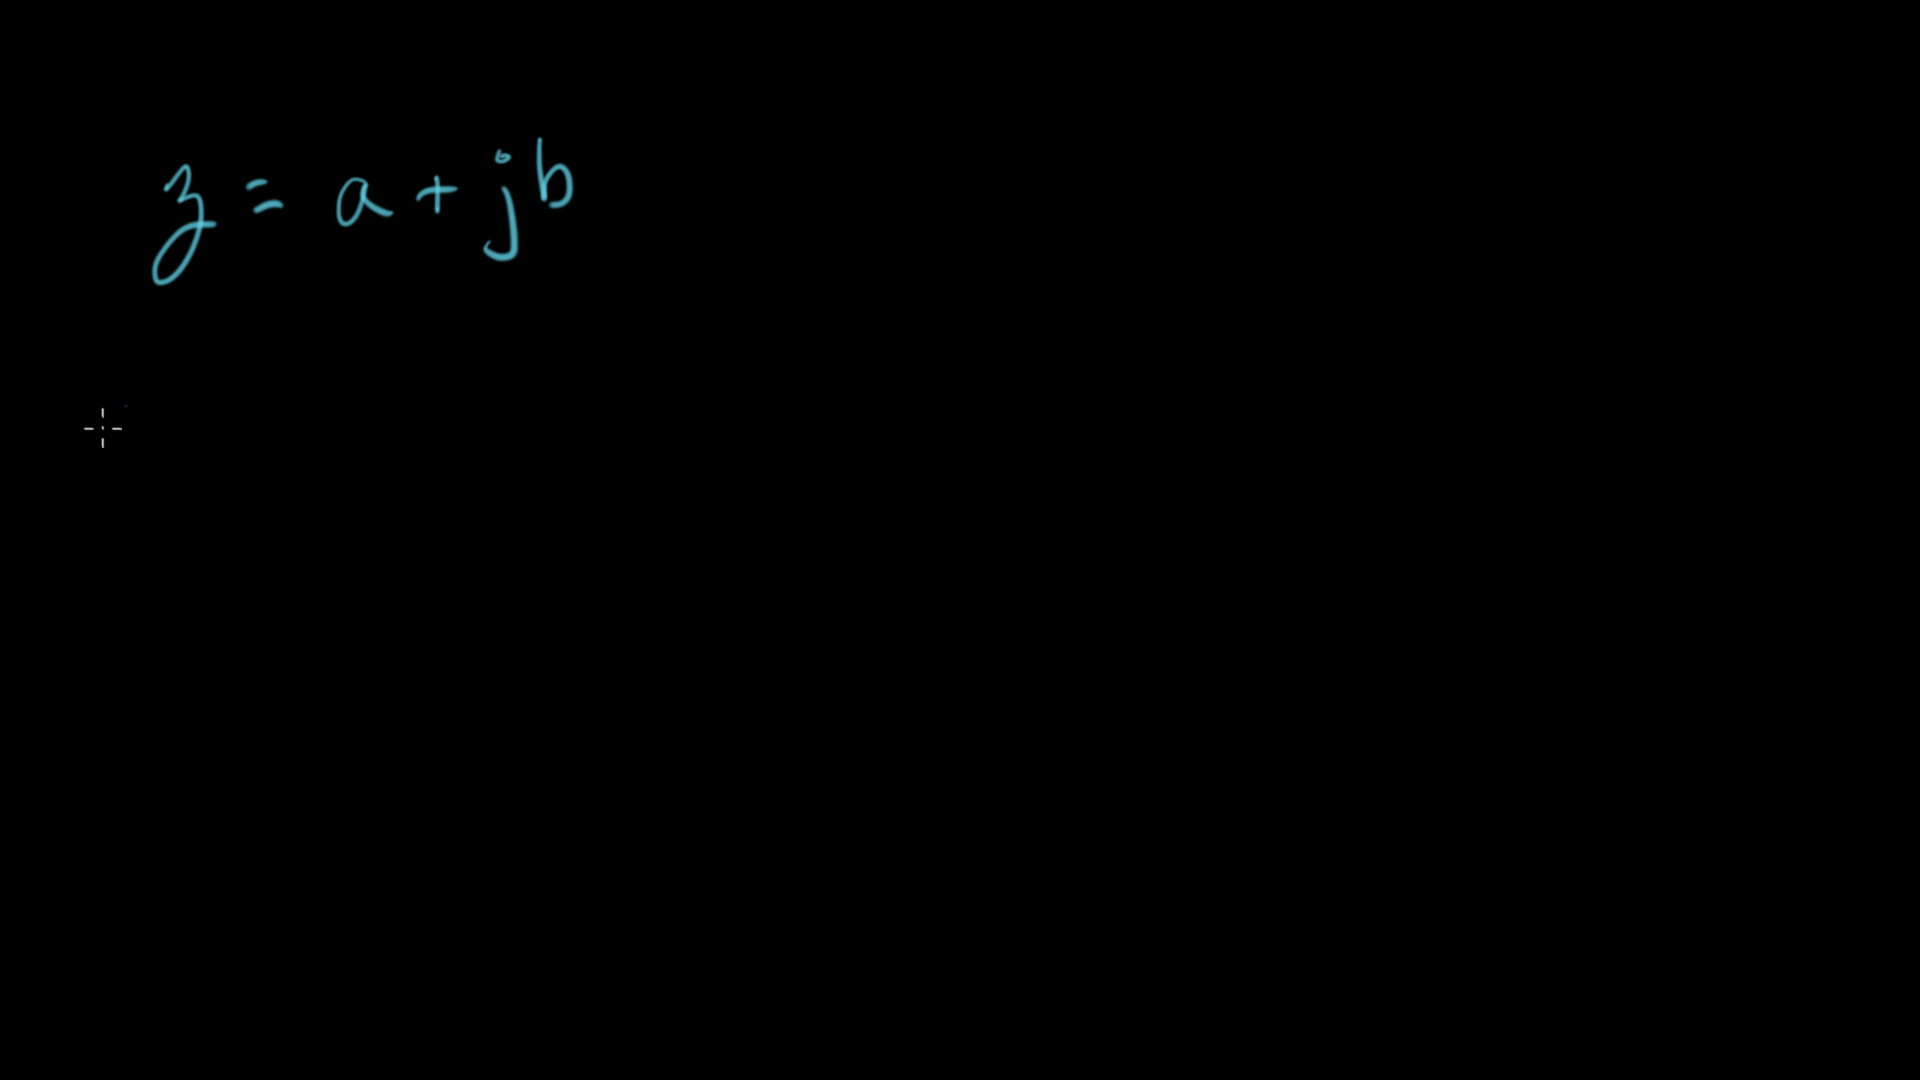 z = a + jb